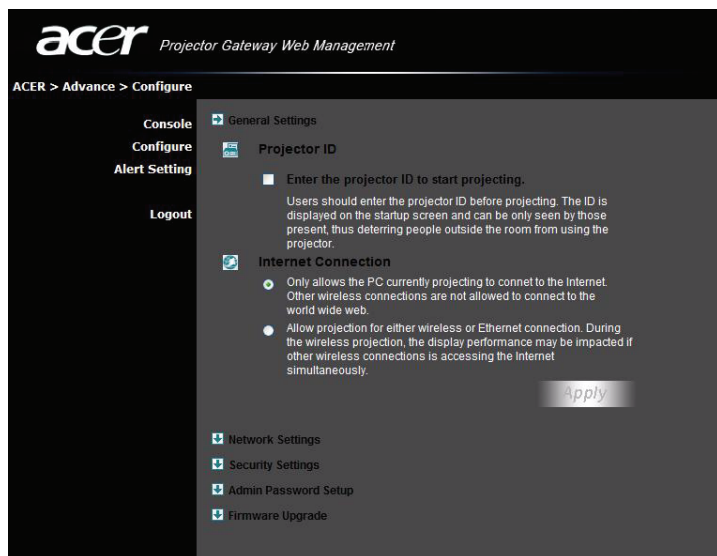 acer Projector Gateway Web Management
ACER > Advance > Configure
Console
Configure
Alert Setting
Logout
General Settings
Projector ID
Enter the projector ID to start projecting.
Users should enter the projector ID before projecting. The ID is
displayed on the startup screen and can be only seen by those
present, thus deterring people outside the room from using the
projector.
Internet Connection
Only allows the PC currently projecting to connet to the Internet.
Other wireless connections are not allowed to connect to the
world wide web.
Allow projection for either wireless or Ethernet connection. During
the wireless projection, the display performance may be impacted if
other wireless connections is accessing the Internet
simultaneously.
Apply
Network Settings
Security Settings
Admin Password Setup
Firmware Upgrade